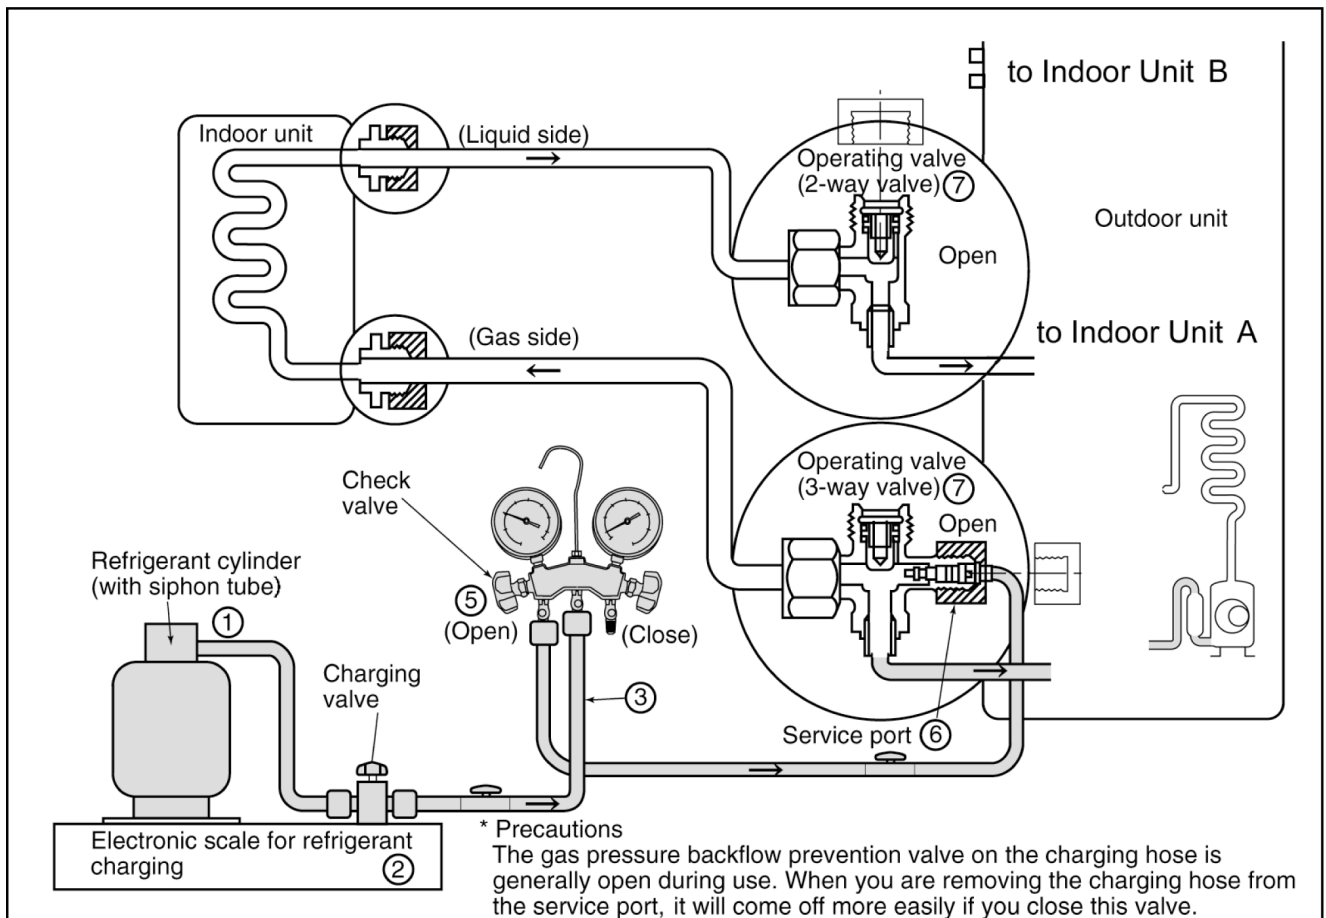 to Indoor Unit B
Indoor unit
(Liquid side)
Operating valve
(2-way valve) 7
Outdoor unit
Open
to Indoor Unit A
(Gas side)
Operating valve
(3-way valve) 7
Open
Check
valve
Refrigerant cylinder
(with siphon tube)
1
5
(Open)
(Close)
Charging
valve
3
Service port 6
Electronic scale for refrigerant
charging 2
* Precautions
The gas pressure backflow prevention valve on the charging hose is
generally open during use. When you are removing the charging hose from
the service port, it will come off more easily if you close this valve.